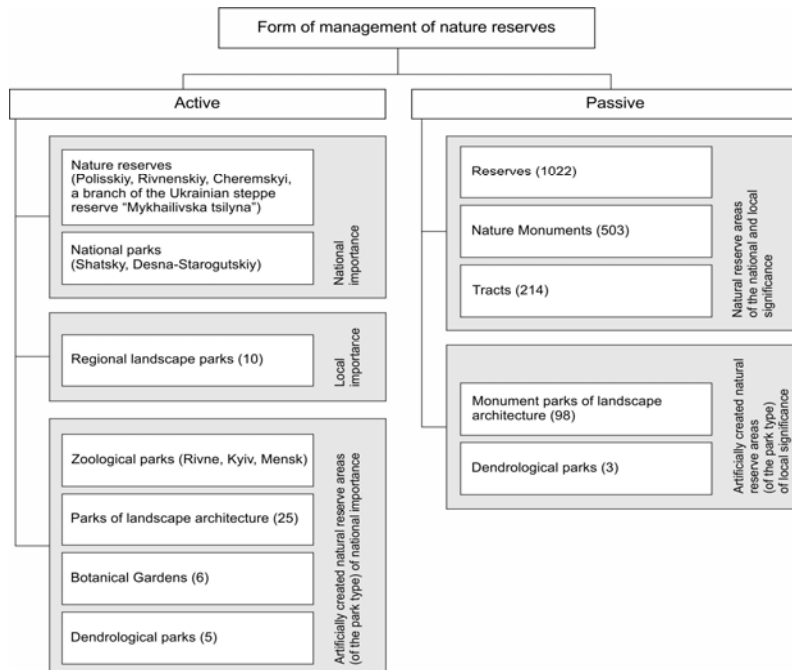 Form of management of nature reserves
Active
Nature reserves
(Polisskiy, Rivnenskiy, Cheremskyi,
a branch of the Ukrainian steppe
reserve “Mykhailivska tsilyna”)
National parks
(Shatsky, Desna-Starogutskiy)
National
importance
Regional landscape parks (10)
Local
importance
Zoological parks (Rivne, Kyiv, Mensk)
Parks of landscape architecture (25)
Botanical Gardens (6)
Dendrological parks (5)
Artificially created natural reserve areas
(of the park type) of national importance
Passive
Reserves (1022)
Nature Monuments (503)
Tracts (214)
Natural reserve areas
of the national and local
significance
Monument parks of landscape
architecture (98)
Dendrological parks (3)
Artificially created natural
reserve areas
(of the park type)
of local significance